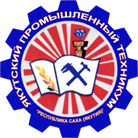 ЯКУТСКИЙ ПРОМЫШЛЕННЫЙ ТЕХНИКУМ
"РЕСПУБЛИКА САХА (ЯКУТИЯ)"